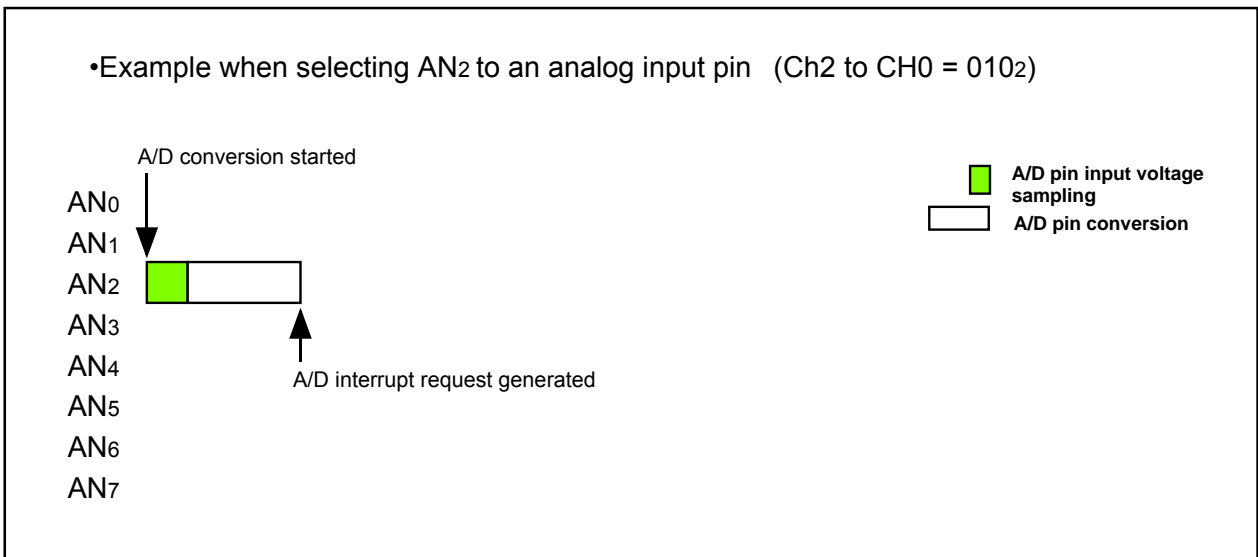 •Example when selecting AN2 to an analog input pin (Ch2 to CH0 = 0102)
A/D conversion started
A/D pin input voltage
sampling
A/D pin conversion
AN0
AN1
AN2
AN3
AN4
A/D interrupt request generated
AN5
AN6
AN7